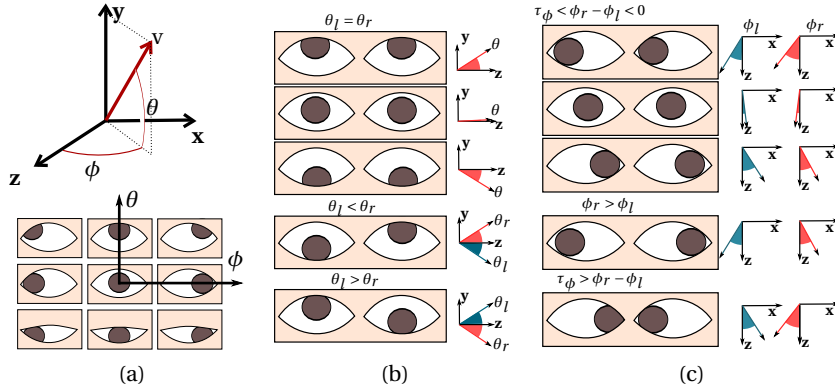 y
v
θ
x
z
ϕ
θ
ϕ
(a)
θ_l = θ_r
y
θ
z
y
θ
z
y
z
θ
θ_l < θ_r
y
θ_r
z
θ_l
θ_l > θ_r
y
θ_l
z
θ_r
(b)
τ_ϕ < ϕ_r − ϕ_l < 0
ϕ_l
ϕ_r
x
x
z
z
x
x
z
z
x
x
z
z
ϕ_r > ϕ_l
x
x
z
z
τ_ϕ > ϕ_r − ϕ_l
x
x
z
z
(c)